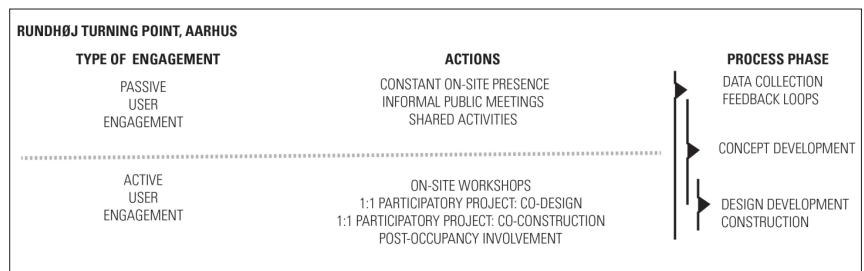 RUNDHØJ TURNING POINT, AARHUS
TYPE OF ENGAGEMENT
ACTIONS
PROCESS PHASE
PASSIVE
USER
ENGAGEMENT
CONSTANT ON-SITE PRESENCE
INFORMAL PUBLIC MEETINGS
SHARED ACTIVITIES
DATA COLLECTION
FEEDBACK LOOPS
CONCEPT DEVELOPMENT
ACTIVE
USER
ENGAGEMENT
ON-SITE WORKSHOPS
1:1 PARTICIPATORY PROJECT: CO-DESIGN
1:1 PARTICIPATORY PROJECT: CO-CONSTRUCTION
POST-OCCUPANCY INVOLVEMENT
DESIGN DEVELOPMENT
CONSTRUCTION